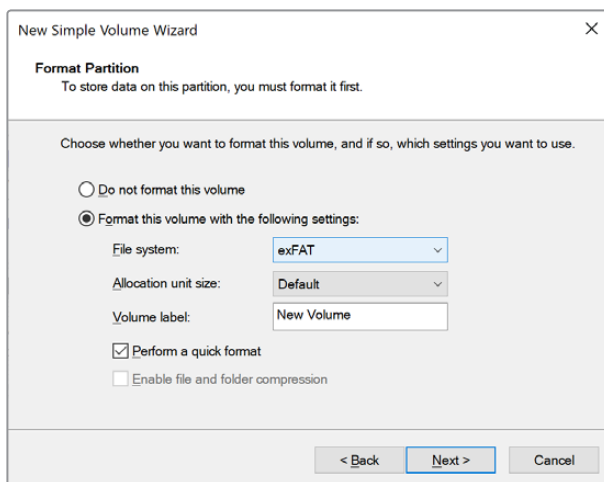 New Simple Volume Wizard
Format Partition
To store data on this partition, you must format it first.
Choose whether you want to format this volume, and if so, which settings you want to use.
Do not format this volume
Format this volume with the following settings:
File system: exFAT
Allocation unit size: Default
Volume label: New Volume
Perform a quick format
Enable file and folder compression
< Back Next > Cancel